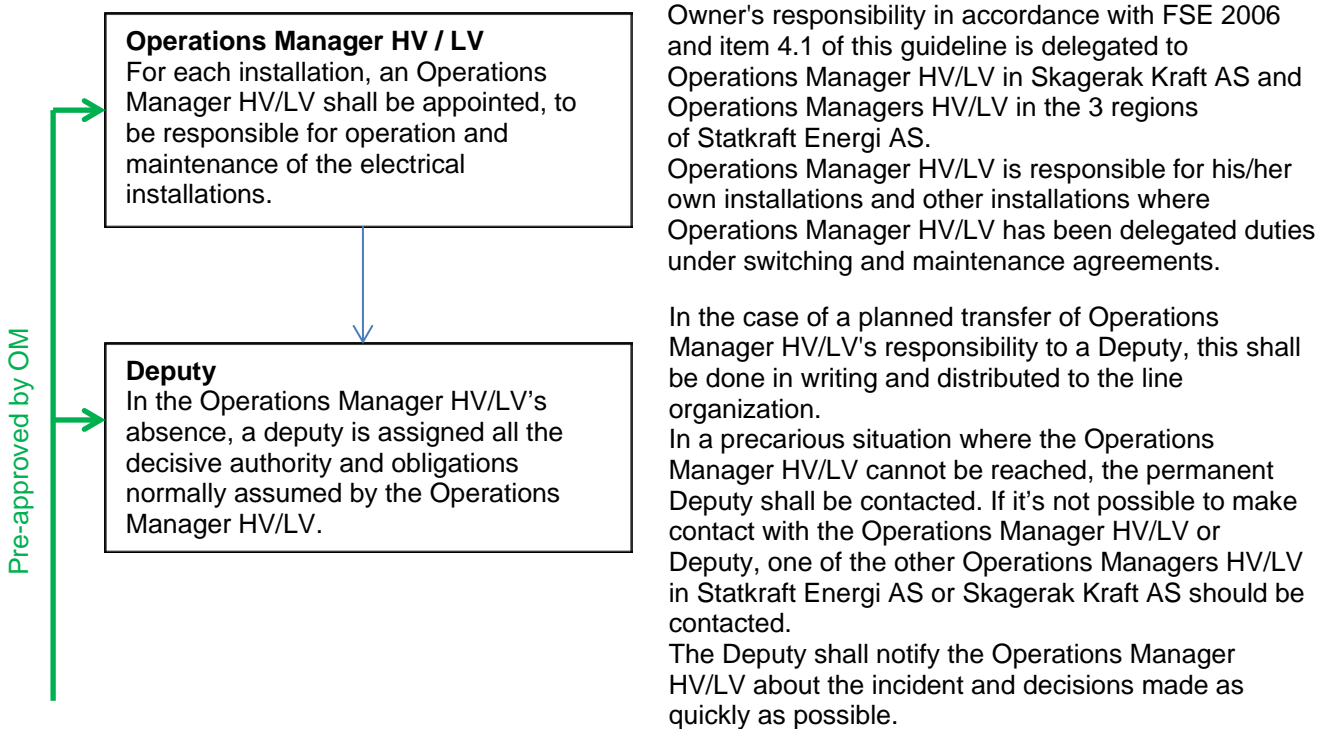 Operations Manager HV / LV
For each installation, an Operations
Manager HV/LV shall be appointed, to
be responsible for operation and
maintenance of the electrical
installations.
Owner's responsibility in accordance with FSE 2006
and item 4.1 of this guideline is delegated to
Operations Manager HV/LV in Skagerak Kraft AS and
Operations Managers HV/LV in the 3 regions
of Statkraft Energi AS.
Operations Manager HV/LV is responsible for his/her
own installations and other installations where
Operations Manager HV/LV has been delegated duties
under switching and maintenance agreements.
Pre-approved by OM
Deputy
In the Operations Manager HV/LV’s
absence, a deputy is assigned all the
decisive authority and obligations
normally assumed by the Operations
Manager HV/LV.
In the case of a planned transfer of Operations
Manager HV/LV's responsibility to a Deputy, this shall
be done in writing and distributed to the line
organization.
In a precarious situation where the Operations
Manager HV/LV cannot be reached, the permanent
Deputy shall be contacted. If it’s not possible to make
contact with the Operations Manager HV/LV or
Deputy, one of the other Operations Managers HV/LV
in Statkraft Energi AS or Skagerak Kraft AS should be
contacted.
The Deputy shall notify the Operations Manager
HV/LV about the incident and decisions made as
quickly as possible.